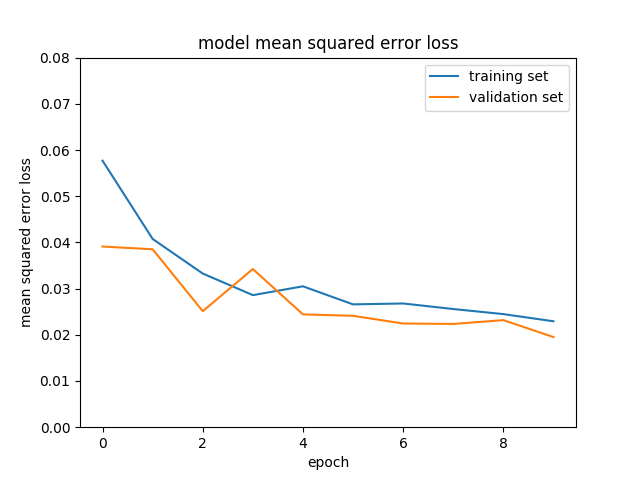 model mean squared error loss
0.08
0.07
0.06
0.05
0.04
0.03
0.02
0.01
0.00
mean squared error loss
training set
validation set
0 2 4 6 8
epoch